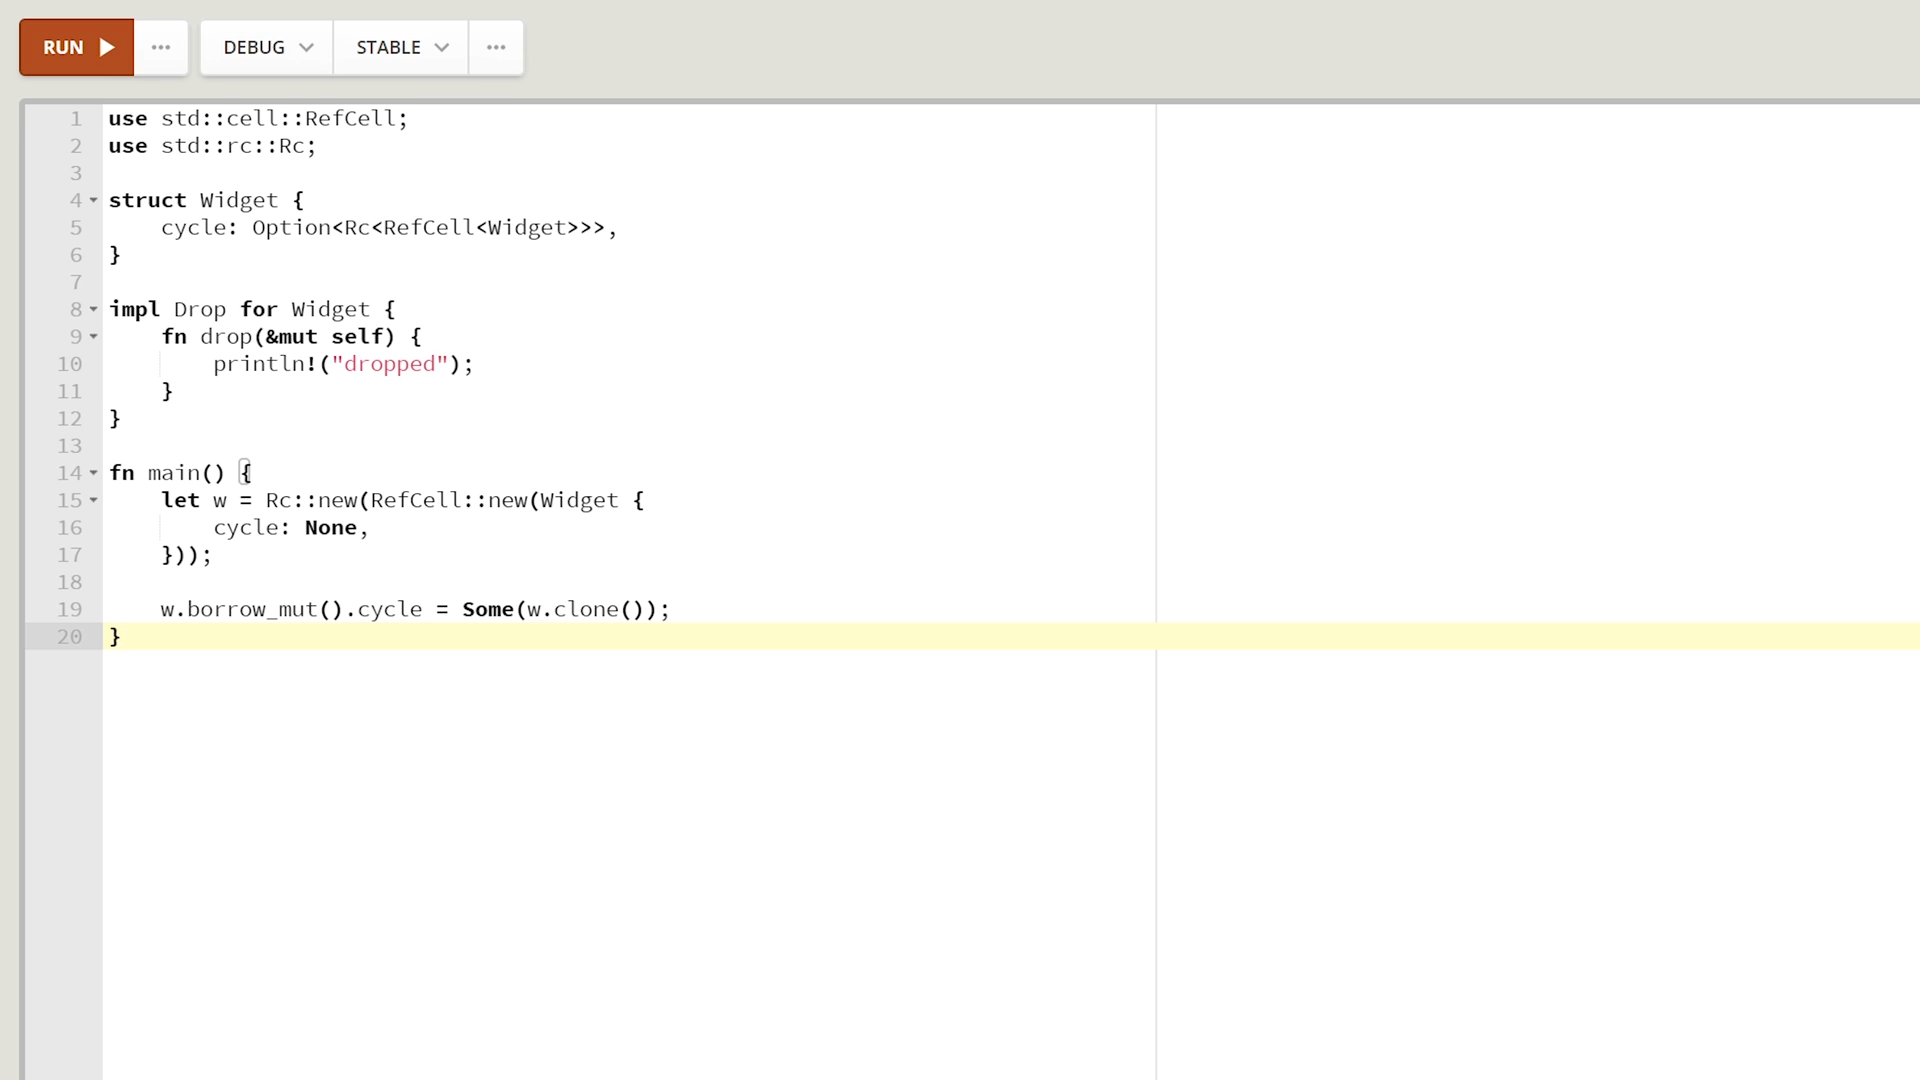 RUN ▶ ••• DEBUG STABLE •••
1 use std::cell::RefCell;
2 use std::rc::Rc;
3
4 struct Widget {
5     cycle: Option<Rc<RefCell<Widget>>>,
6 }
7
8 impl Drop for Widget {
9     fn drop(&mut self) {
10         println!("dropped");
11     }
12 }
13
14 fn main() {
15     let w = Rc::new(RefCell::new(Widget {
16         cycle: None,
17     }));
18
19     w.borrow_mut().cycle = Some(w.clone());
20 }